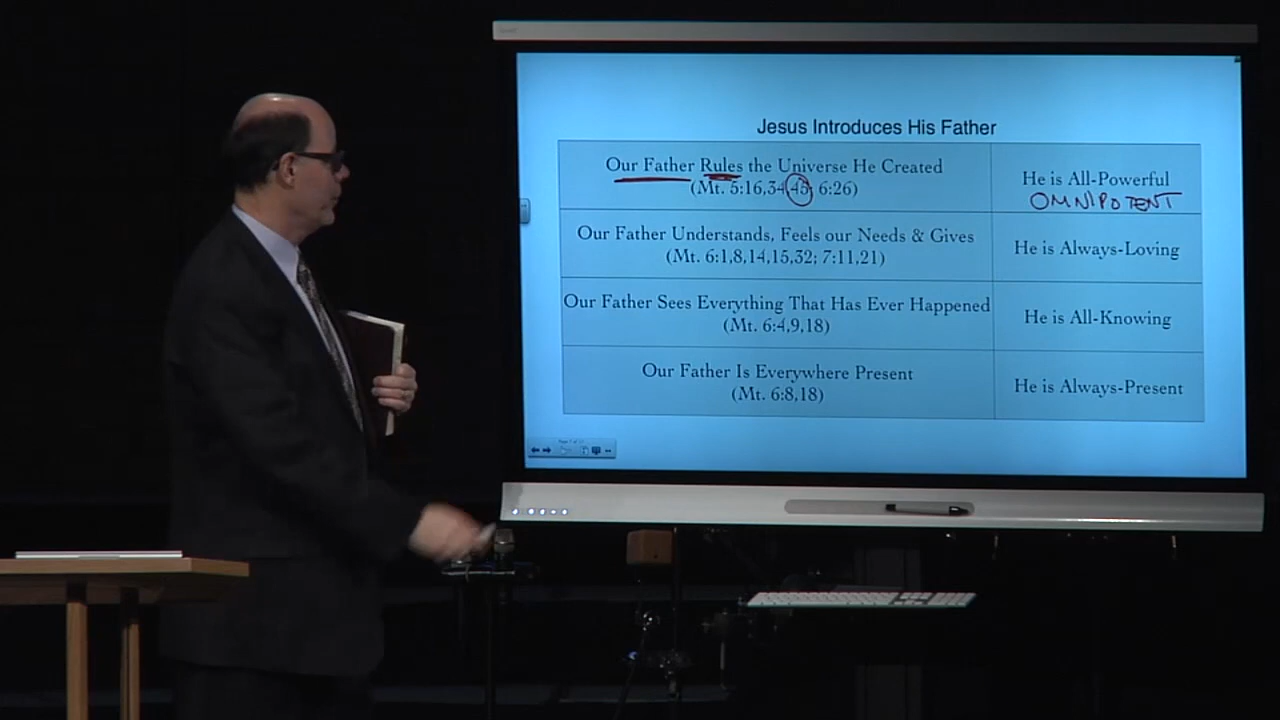 Jesus Introduces His Father
Our Father Rules the Universe He Created
(Mt. 5:16,34,45; 6:26)
He is All-Powerful
OMNIPOTENT
Our Father Understands, Feels our Needs & Gives
(Mt. 6:1,8,14,15,32; 7:11,21)
He is Always-Loving
Our Father Sees Everything That Has Ever Happened
(Mt. 6:4,9,18)
He is All-Knowing
Our Father Is Everywhere Present
(Mt. 6:8,18)
He is Always-Present